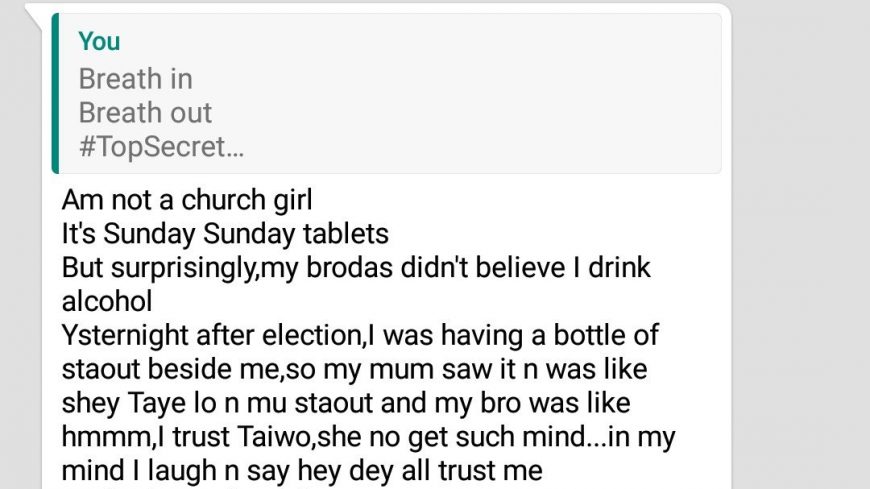 You
Breath in
Breath out
#TopSecret...
Am not a church girl
It's Sunday Sunday tablets
But surprisingly,my brodas didn't believe I drink
alcohol
Ysternight after election,I was having a bottle of
staout beside me,so my mum saw it n was like
shey Taye lo n mu staout and my bro was like
hmmm,I trust Taiwo,she no get such mind...in my
mind I laugh n say hey dey all trust me